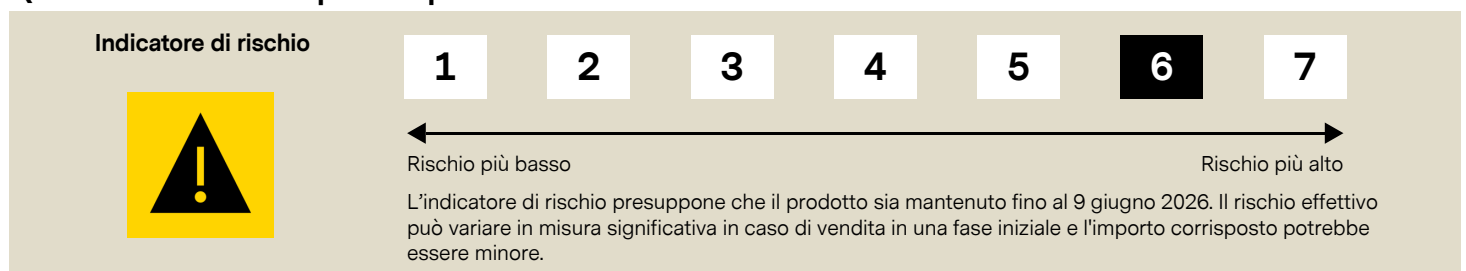 Indicatore di rischio
1 2 3 4 5 6 7
Rischio più basso Rischio più alto
L'indicatore di rischio presuppone che il prodotto sia mantenuto fino al 9 giugno 2026. Il rischio effettivo
può variare in misura significativa in caso di vendita in una fase iniziale e l'importo corrisposto potrebbe
essere minore.